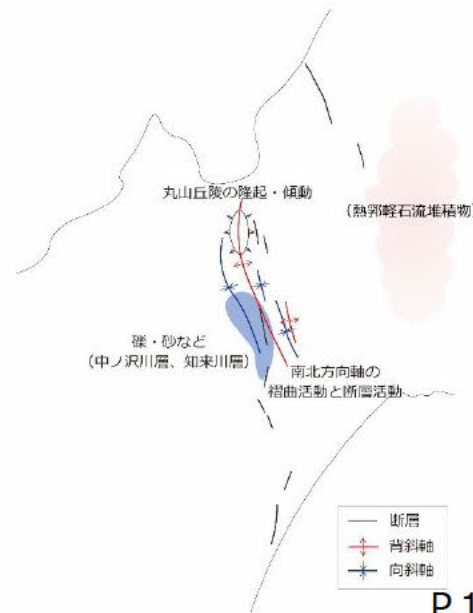 丸山丘陵の隆起・傾動
(熱郛軽石流堆積物)
礫・砂など
（中ノ沢川層、知来川層）
南北方向軸の
褶曲活動と断層活動
断層
背斜軸
向斜軸
P 1